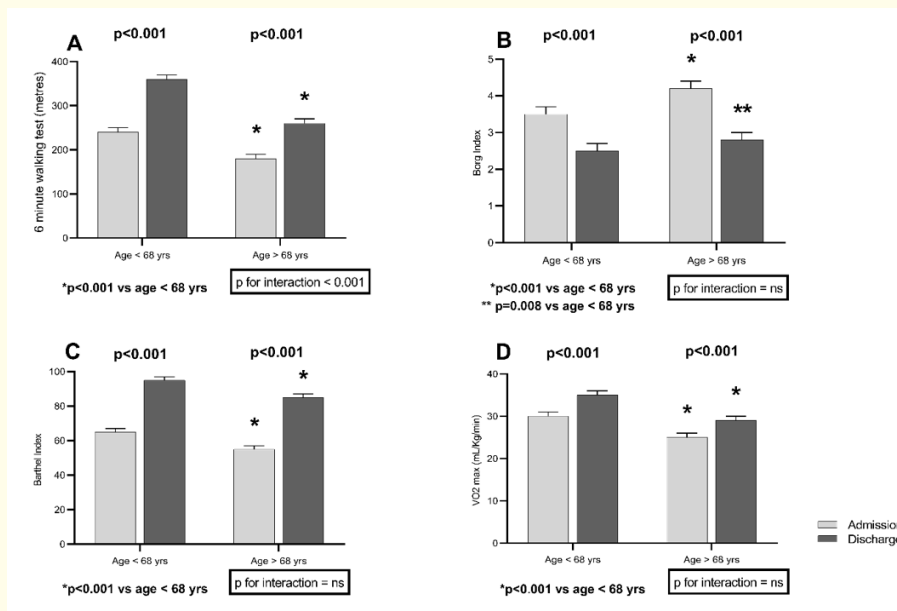 A
p<0.001
p<0.001
6 minute walking test (metres)
400
300
200
100
0
*
*
Age < 68 yrs
Age > 68 yrs
*p<0.001 vs age < 68 yrs
p for interaction < 0.001
B
p<0.001
p<0.001
Borg Index
5
4
3
2
1
0
*
**
Age < 68 yrs
Age > 68 yrs
*p<0.001 vs age < 68 yrs
** p=0.008 vs age < 68 yrs
p for interaction = ns
C
p<0.001
p<0.001
Barthel Index
100
80
60
40
20
0
*
*
Age < 68 yrs
Age > 68 yrs
*p<0.001 vs age < 68 yrs
p for interaction = ns
D
p<0.001
p<0.001
VO2 max (mL/Kg/min)
40
30
20
10
0
*
*
Age < 68 yrs
Age > 68 yrs
*p<0.001 vs age < 68 yrs
p for interaction = ns
Admission
Discharge